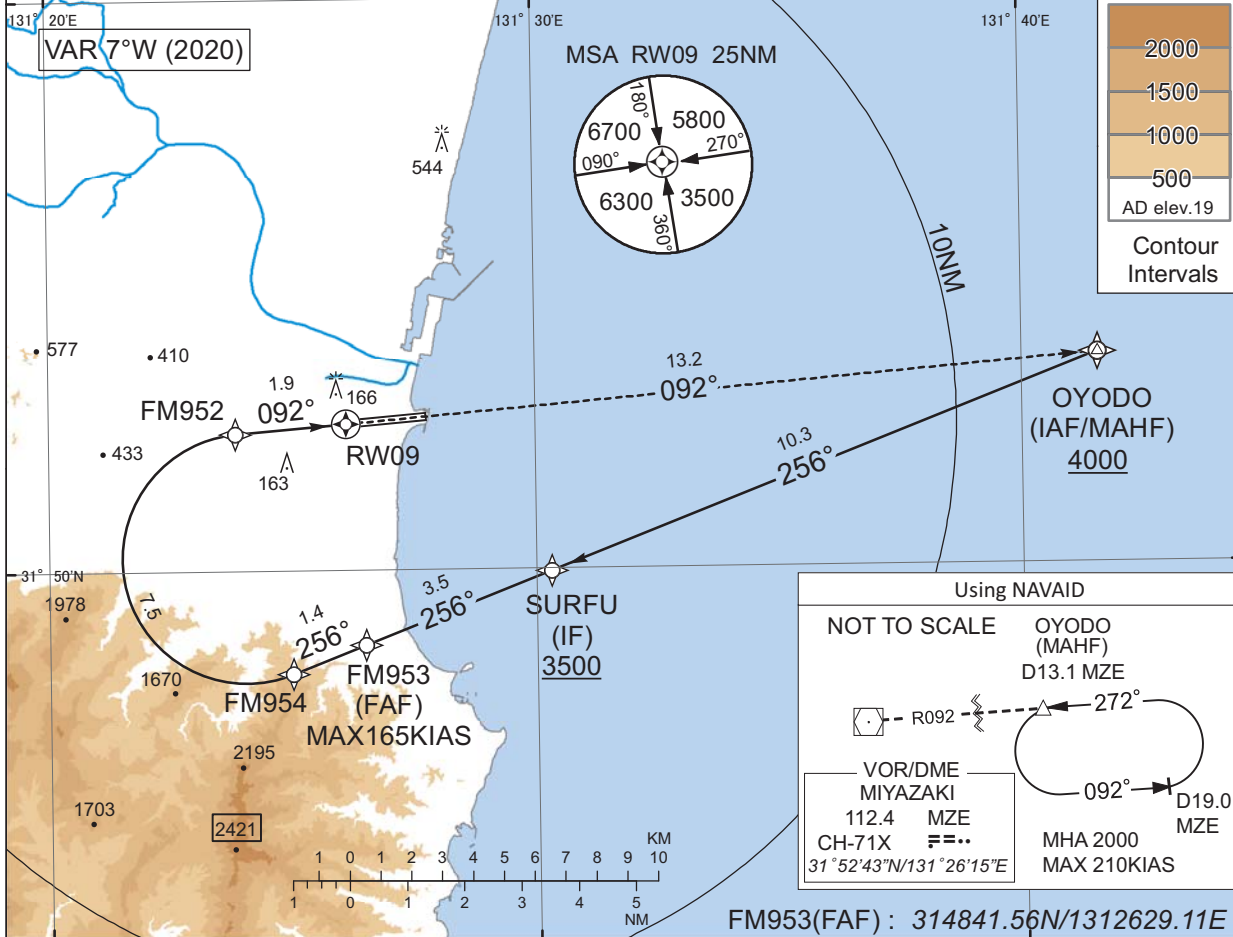 131° 20'E
131° 30'E
131° 40'E
VAR 7°W (2020)
MSA RW09 25NM
180°
6700
5800
090°
270°
6300
3500
360°
2000
1500
1000
500
AD elev.19
Contour
Intervals
544
10NM
577
410
1.9
092°
166
FM952
RW09
433
163
13.2
092°
OYODO
(IAF/MAHF)
4000
10.3
256°
31° 50'N
1978
7.5
1.4
256°
3.5
256°
SURFU
(IF)
3500
1670
FM954
FM953
(FAF)
MAX165KIAS
2195
1703
2421
KM
1 0 1 2 3 4 5 6 7 8 9 10
1 0 1 2 3 4 5
NM
Using NAVAID
NOT TO SCALE
OYODO
(MAHF)
D13.1 MZE
R092
272°
092°
D19.0
MZE
VOR/DME
MIYAZAKI
112.4 MZE
CH-71X
31°52'43"N/131°26'15"E
MHA 2000
MAX 210KIAS
FM953(FAF) : 314841.56N/1312629.11E